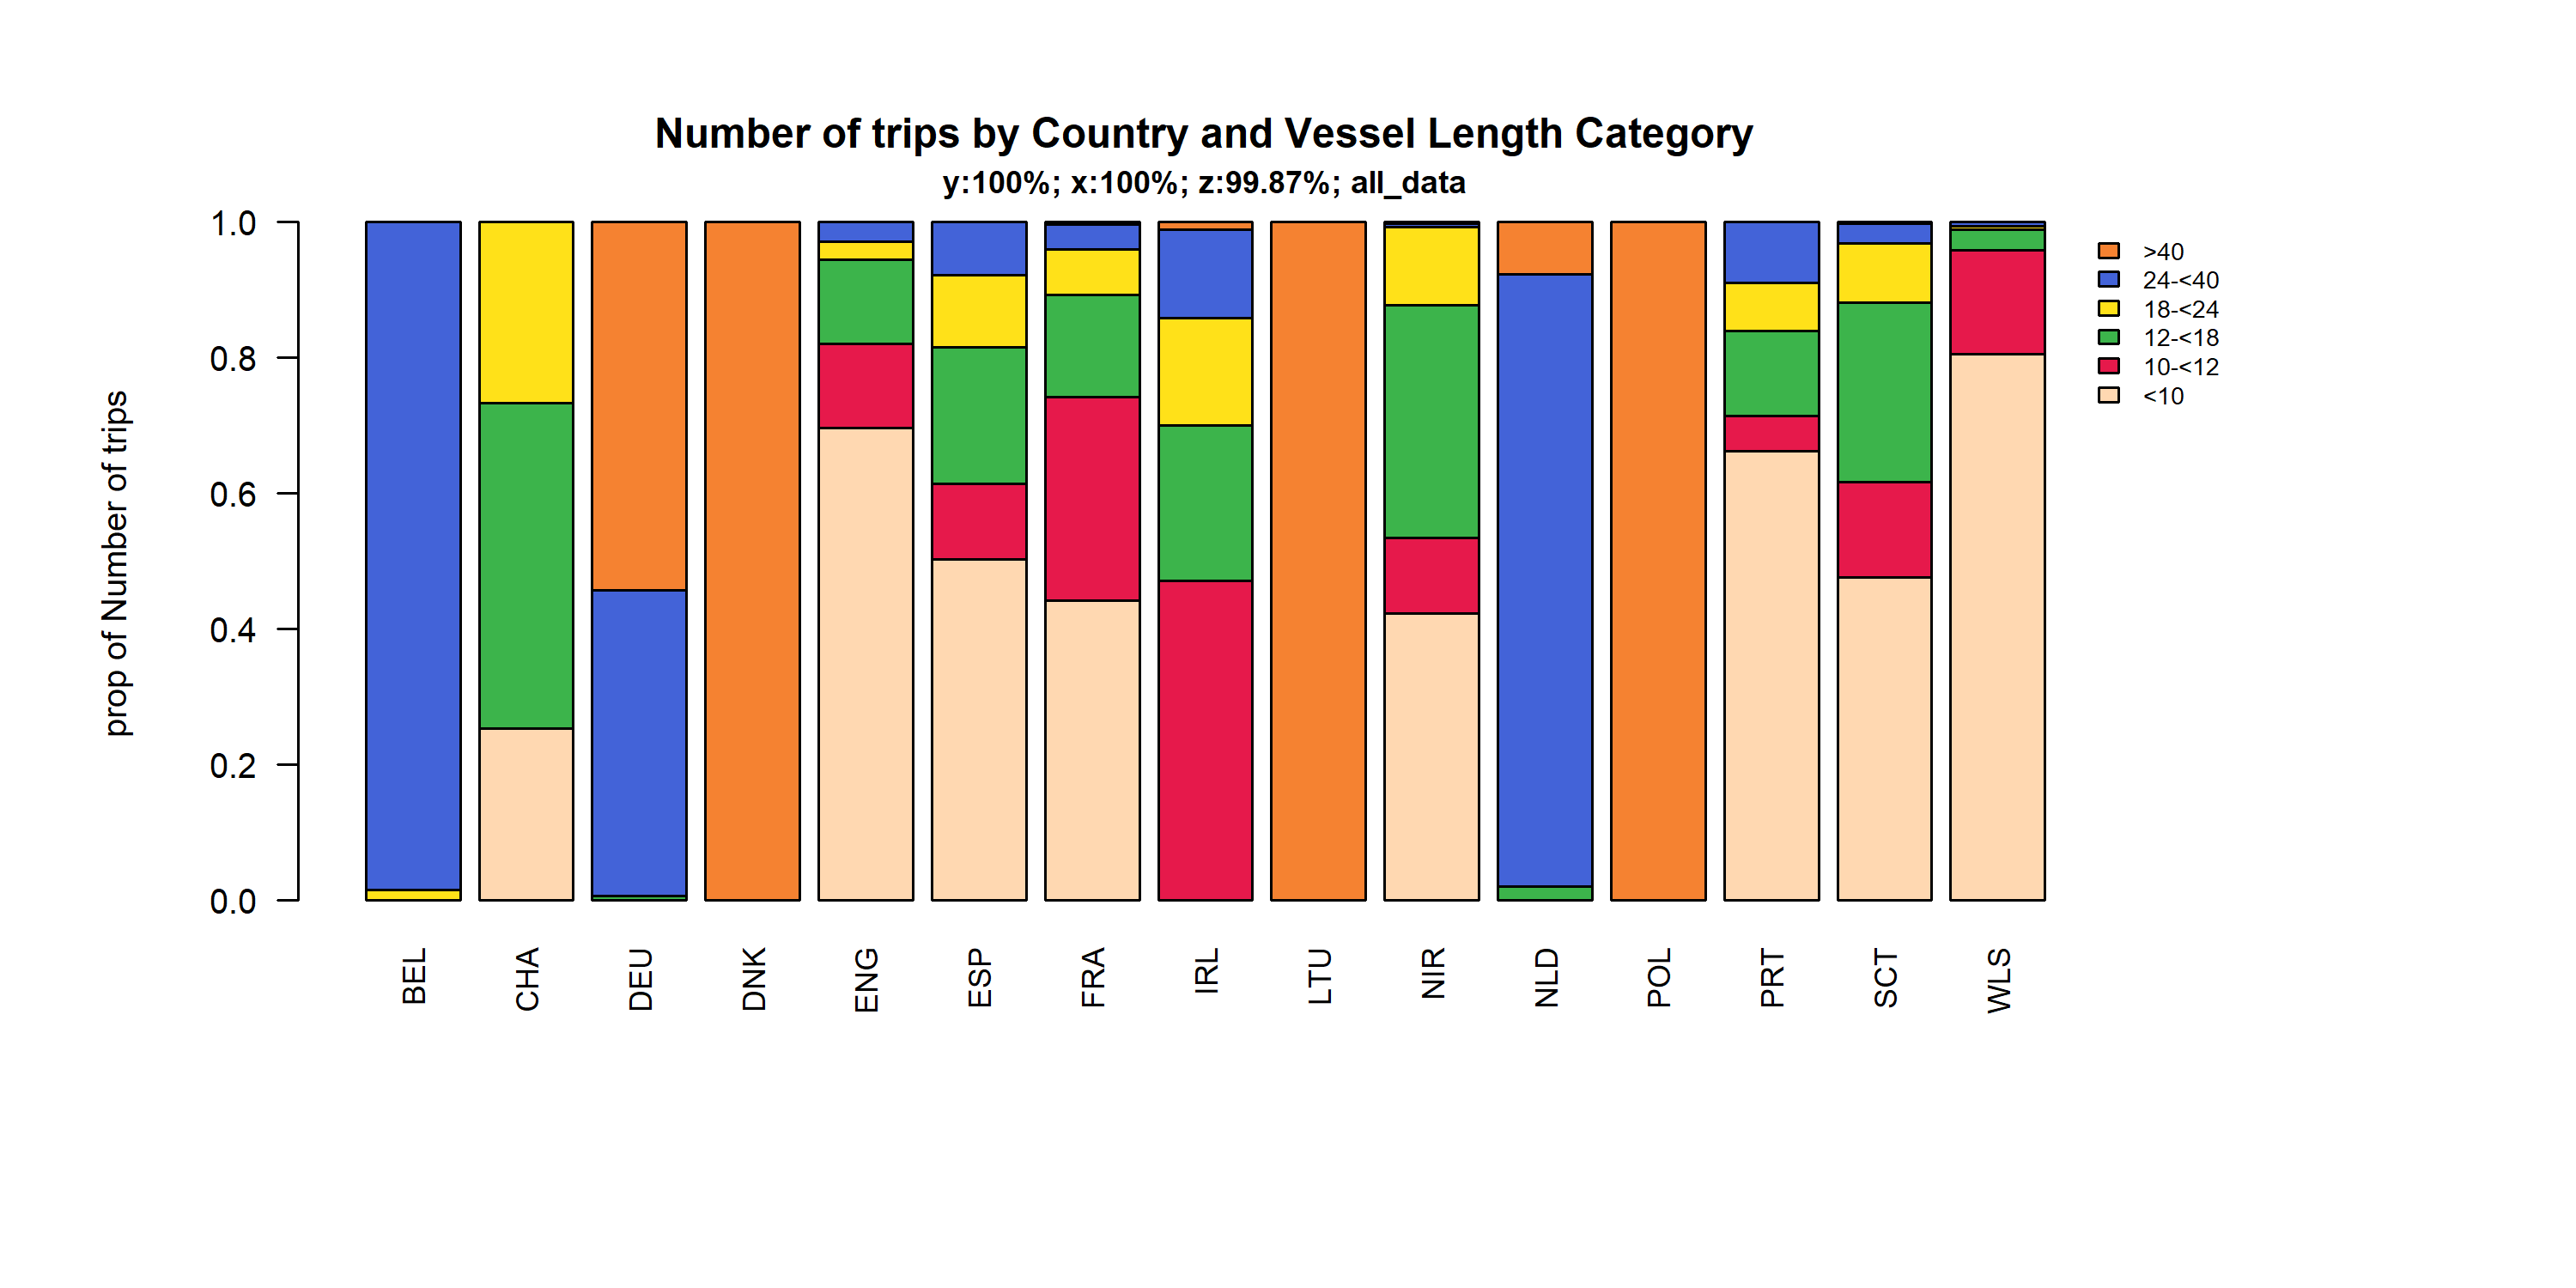 Number of trips by Country and Vessel Length Category
y:100%; x:100%; z:99.87%; all_data
prop of Number of trips
1.0
0.8
0.6
0.4
0.2
0.0
>40
24-<40
18-<24
12-<18
10-<12
<10
BEL
CHA
DEU
DNK
ENG
ESP
FRA
IRL
LTU
NIR
NLD
POL
PRT
SCT
WLS